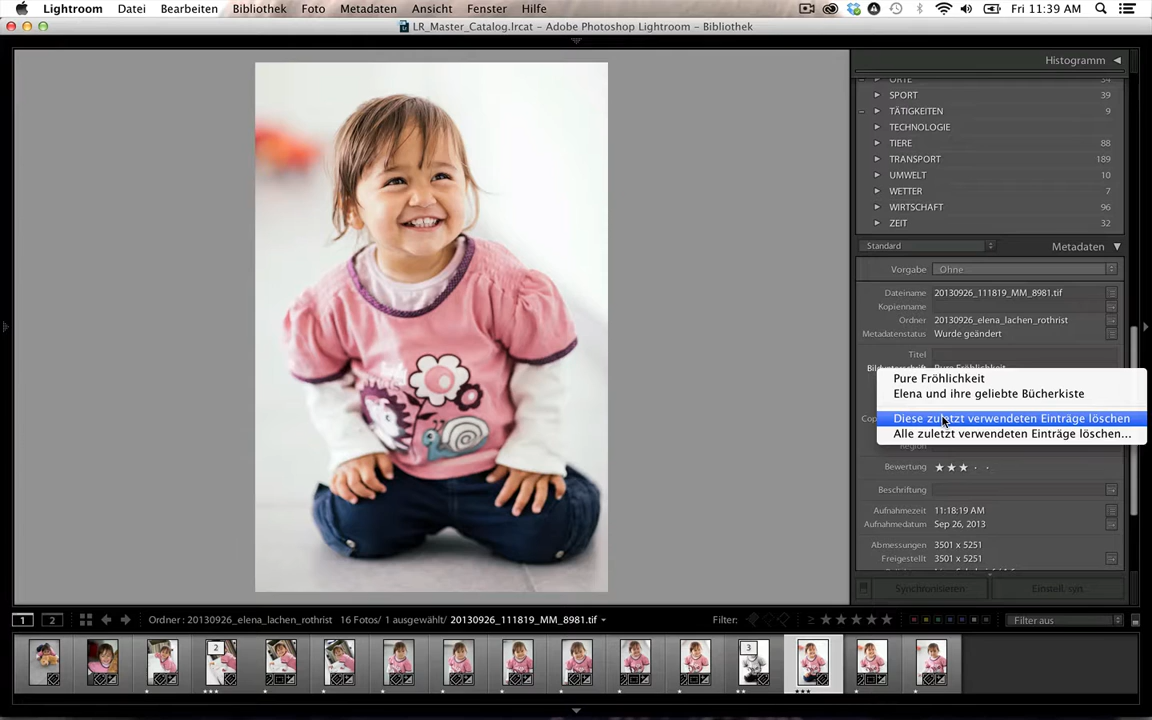 Lightroom Datei Bearbeiten Bibliothek Foto Metadaten Ansicht Fenster Hilfe Fri 11:39 AM
LR_Master_Catalog.lrcat – Adobe Photoshop Lightroom – Bibliothek
Histogramm
ORTE 34
SPORT 39
TÄTIGKEITEN 9
TECHNOLOGIE
TIERE 88
TRANSPORT 189
UMWELT 10
WETTER 7
WIRTSCHAFT 96
ZEIT 32
Standard Metadaten
Vorgabe Ohne
Dateiname 20130926_111819_MM_8981.tif
Kopienname
Ordner 20130926_elena_lachen_rothrist
Metadatenstatus Wurde geändert
Titel
Pure Fröhlichkeit
Elena und ihre geliebte Bücherkiste
Diese zuletzt verwendeten Einträge löschen
Alle zuletzt verwendeten Einträge löschen...
Bewertung
Beschriftung
Aufnahmezeit 11:18:19 AM
Aufnahmedatum Sep 26, 2013
Abmessungen 3501 x 5251
Freigestellt 3501 x 5251
Synchronisieren Einstell. syn.
1 2 Ordner : 20130926_elena_lachen_rothrist 16 Fotos/ 1 ausgewählt/ 20130926_111819_MM_8981.tif Filter: Filter aus
2 3